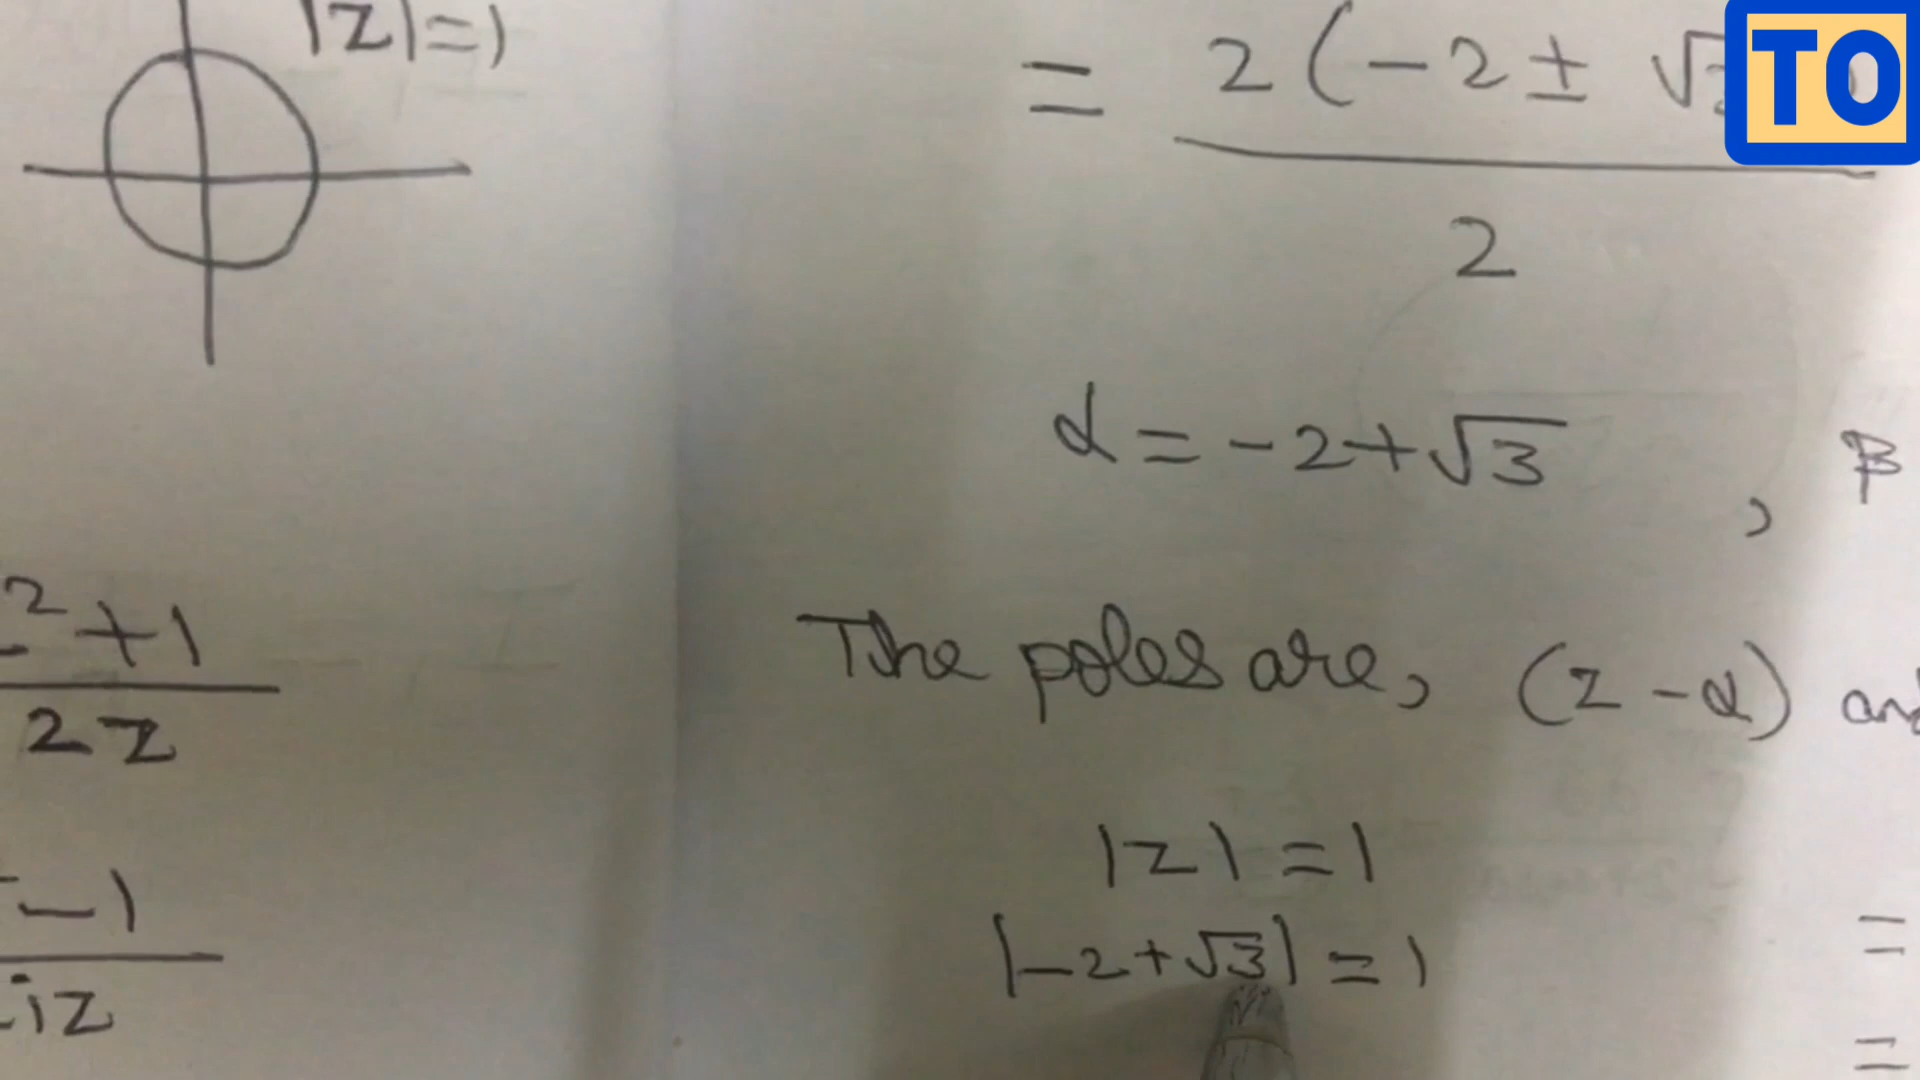 |z|=1
2+1
2z
-1
iz
= 2(-2±√
2
α=-2+√3 , β
The poles are, (z-α) and
|z|=1
|-2+√3|=1
=
=
TO